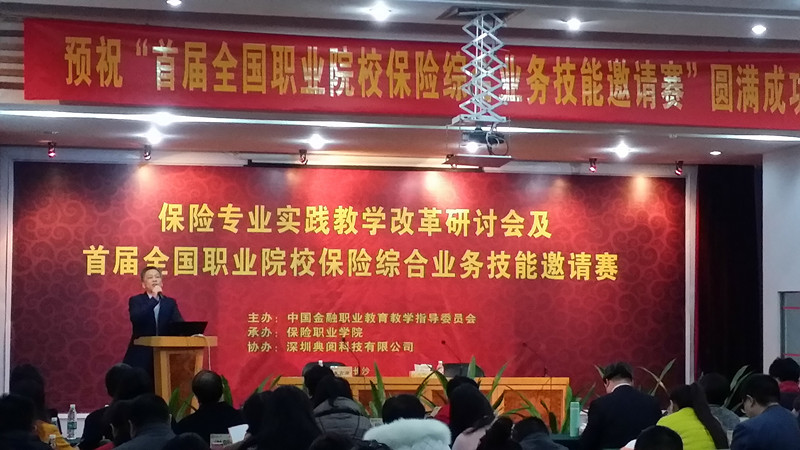 预祝“首届全国职业院校保险综 业务技能邀请赛”圆满成功
保险专业实践教学改革研讨会及
首届全国职业院校保险综合业务技能邀请赛
主办：中国金融职业教育教学指导委员会
承办：保险职业学院
协办：深圳典阅科技有限公司
长沙